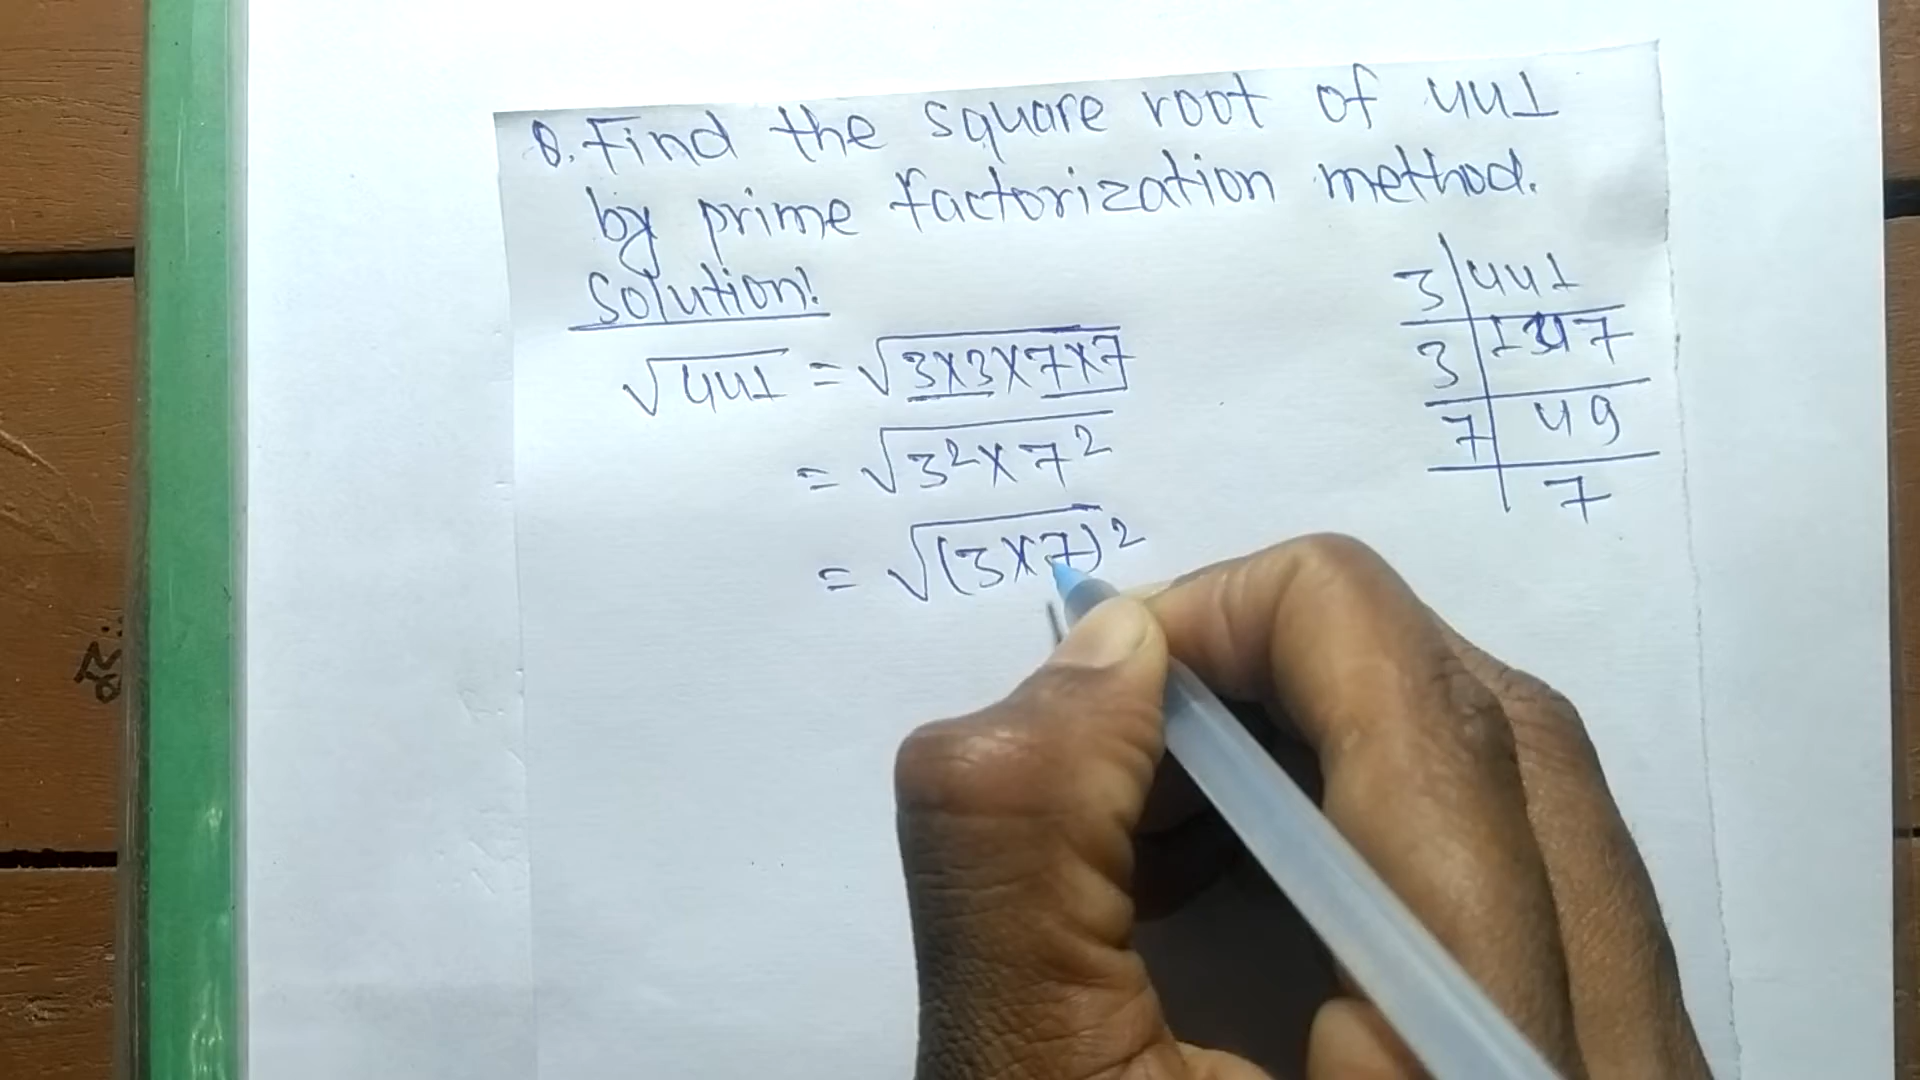 Q. Find the square root of 441
by prime factorization method.
Solution:
√441 = √3×3×7×7
= √3²×7²
= √(3×7)²
3 | 441
3 | 147
7 | 49
7